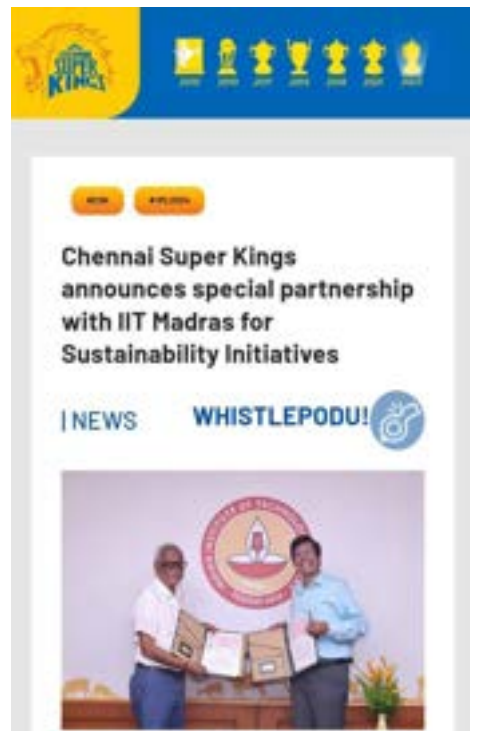 SUPER
KINGS
Chennai Super Kings
announces special partnership
with IIT Madras for
Sustainability Initiatives
| NEWS
WHISTLEPODU!